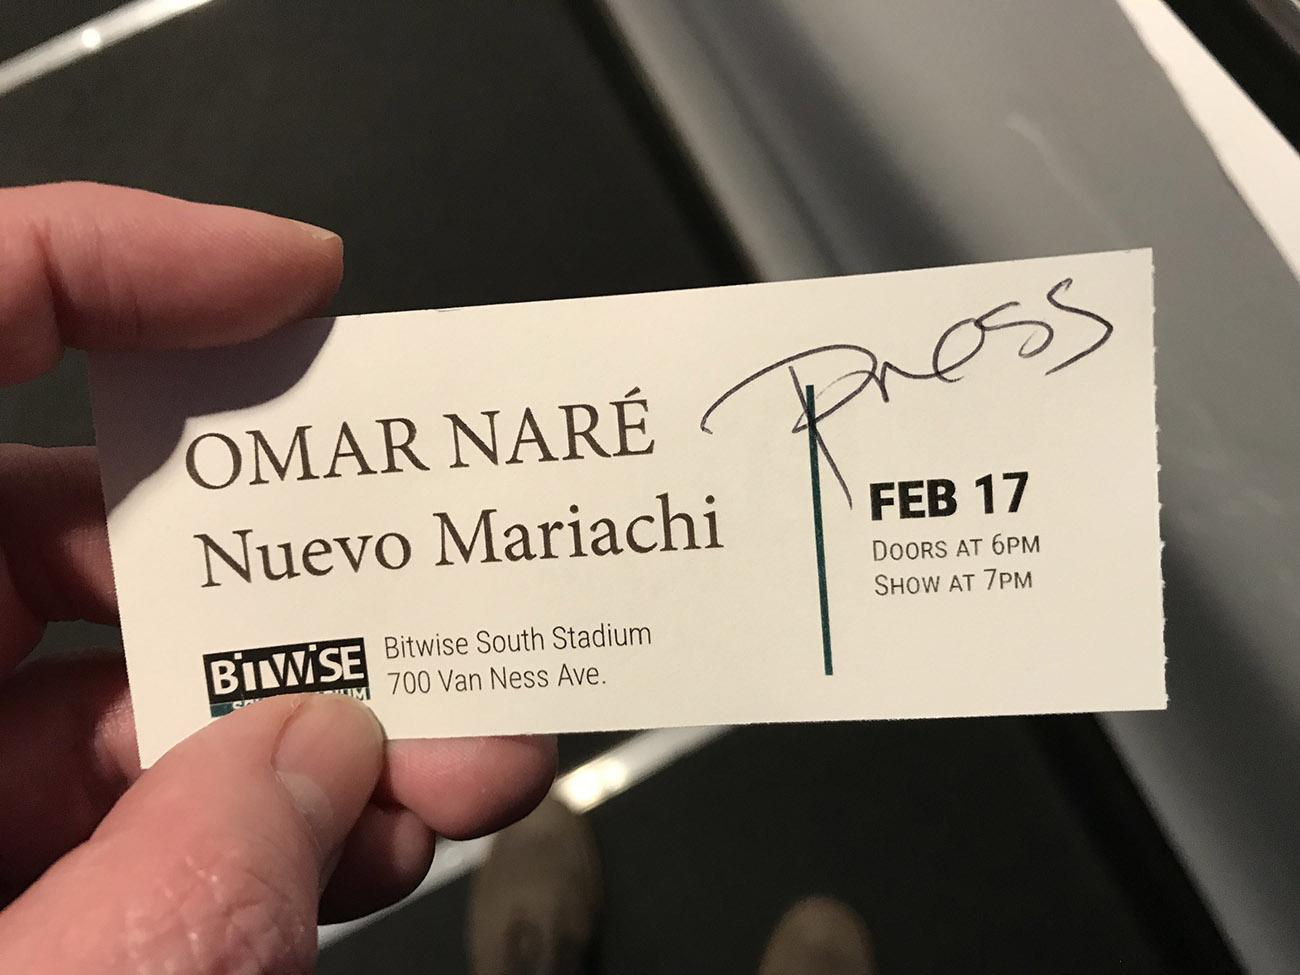 OMAR NARÉ
Nuevo Mariachi
BITWISE
Bitwise South Stadium
700 Van Ness Ave.
Press
FEB 17
DOORS AT 6PM
SHOW AT 7PM